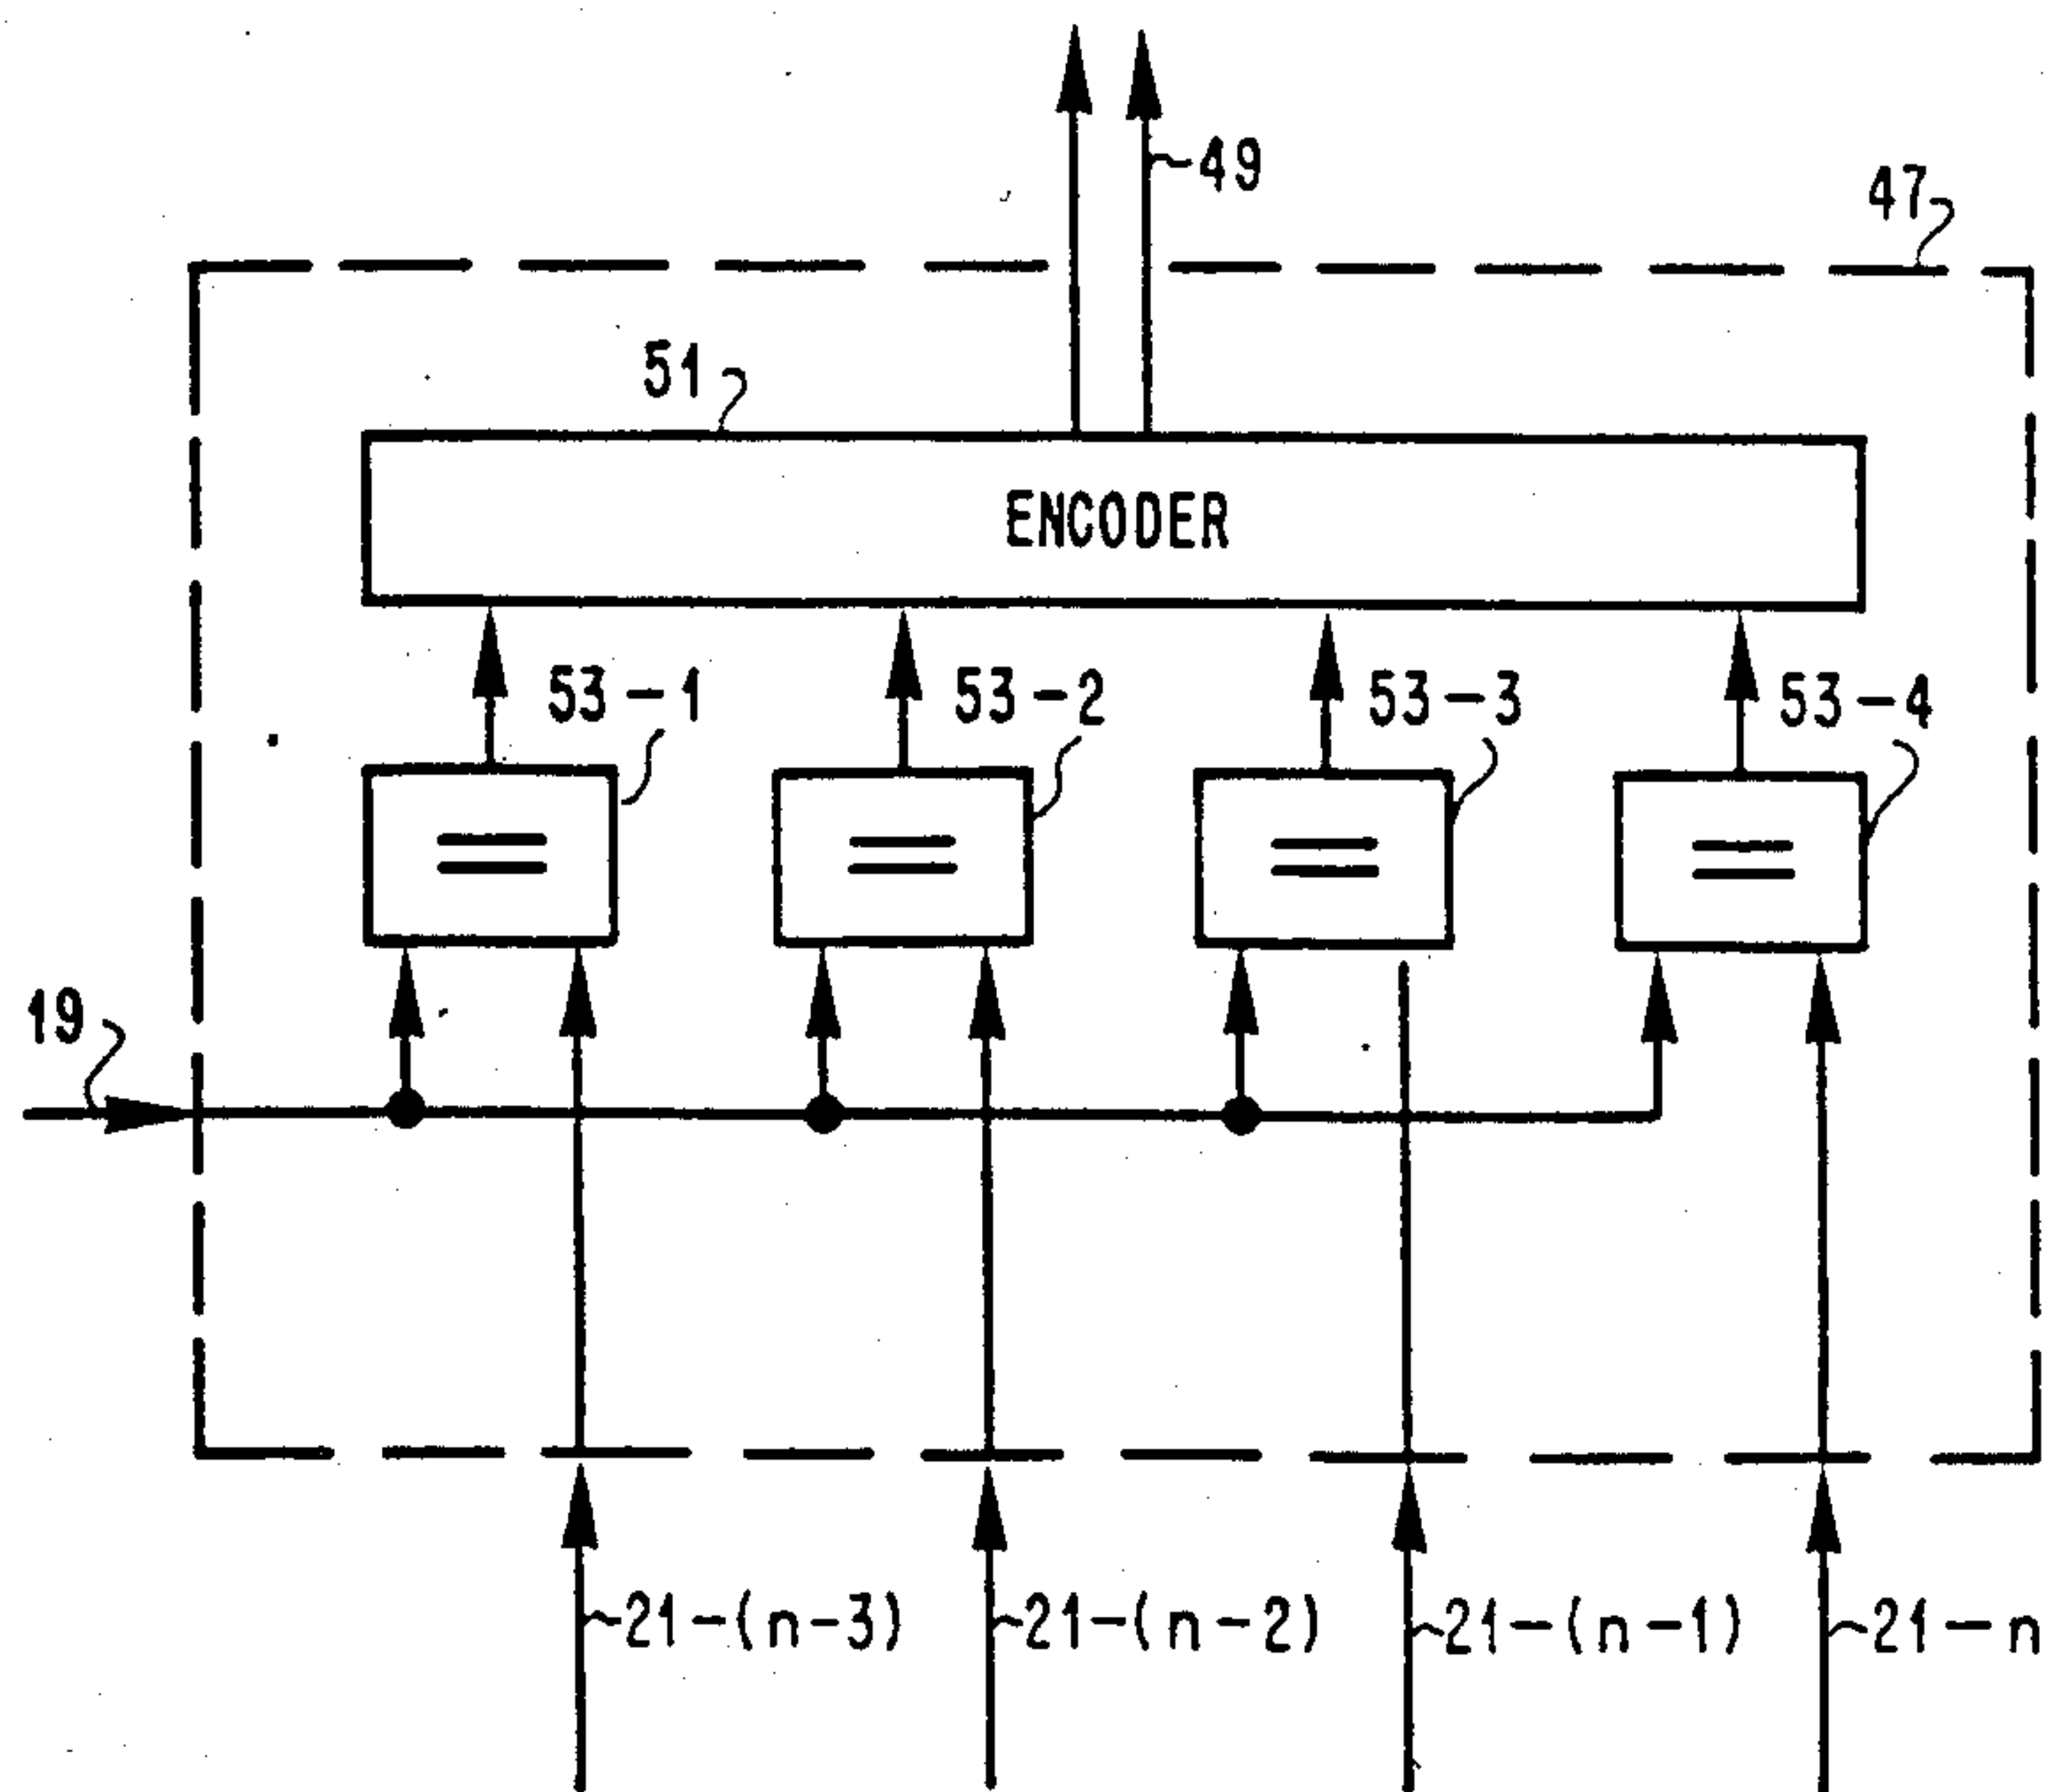 49
47
51
ENCODER
53-1
53-2
53-3
53-4
=
=
=
=
19
21-(n-3)
21-(n-2)
21-(n-1)
21-n